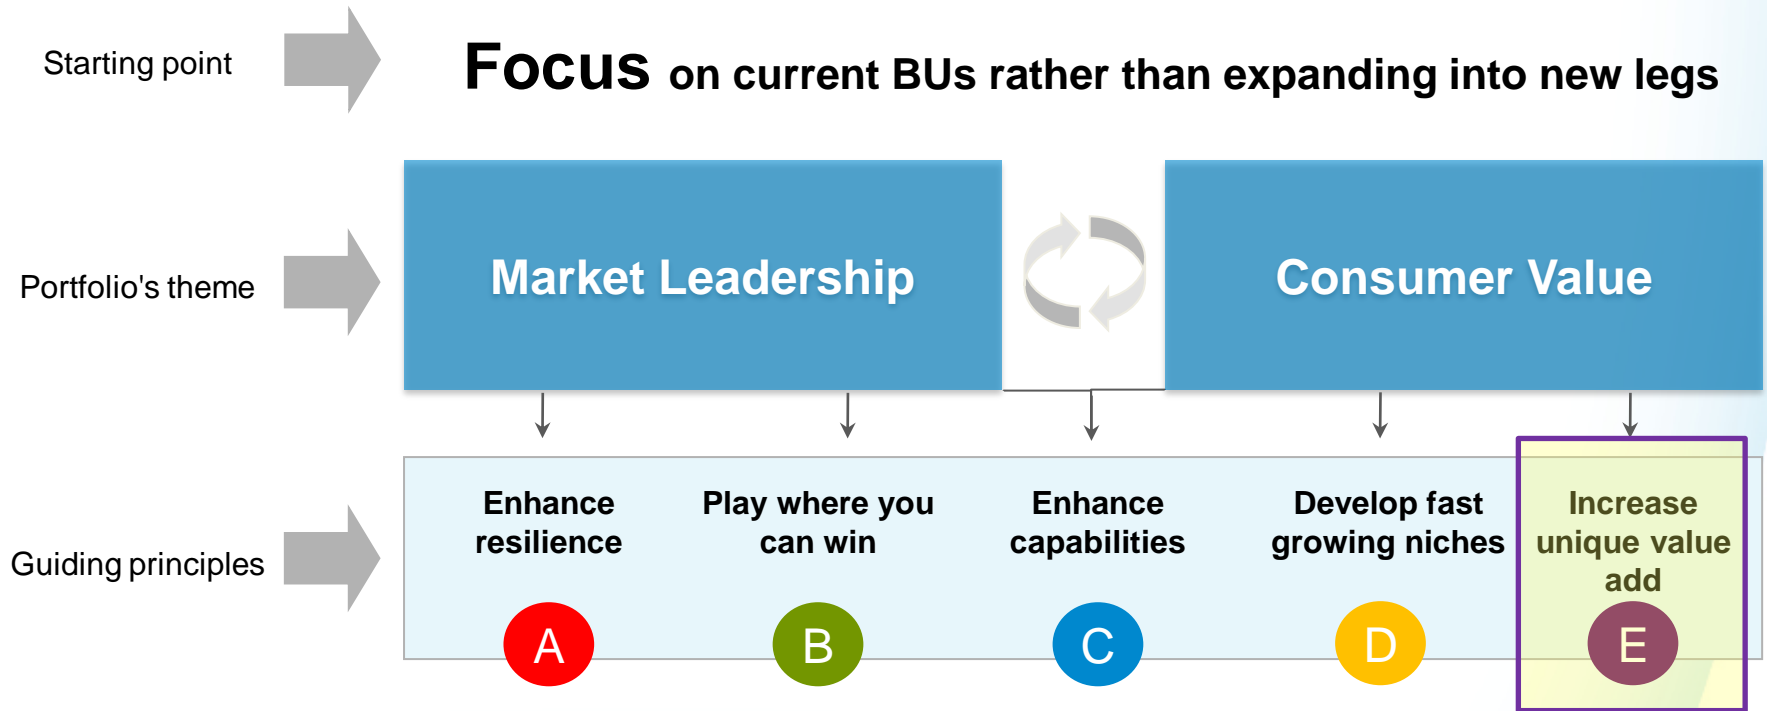 Starting point
Focus on current BUs rather than expanding into new legs
Portfolio's theme
Market Leadership
Consumer Value
Guiding principles
Enhance
resilience
A
Play where you
can win
B
Enhance
capabilities
C
Develop fast
growing niches
D
Increase
unique value
add
E